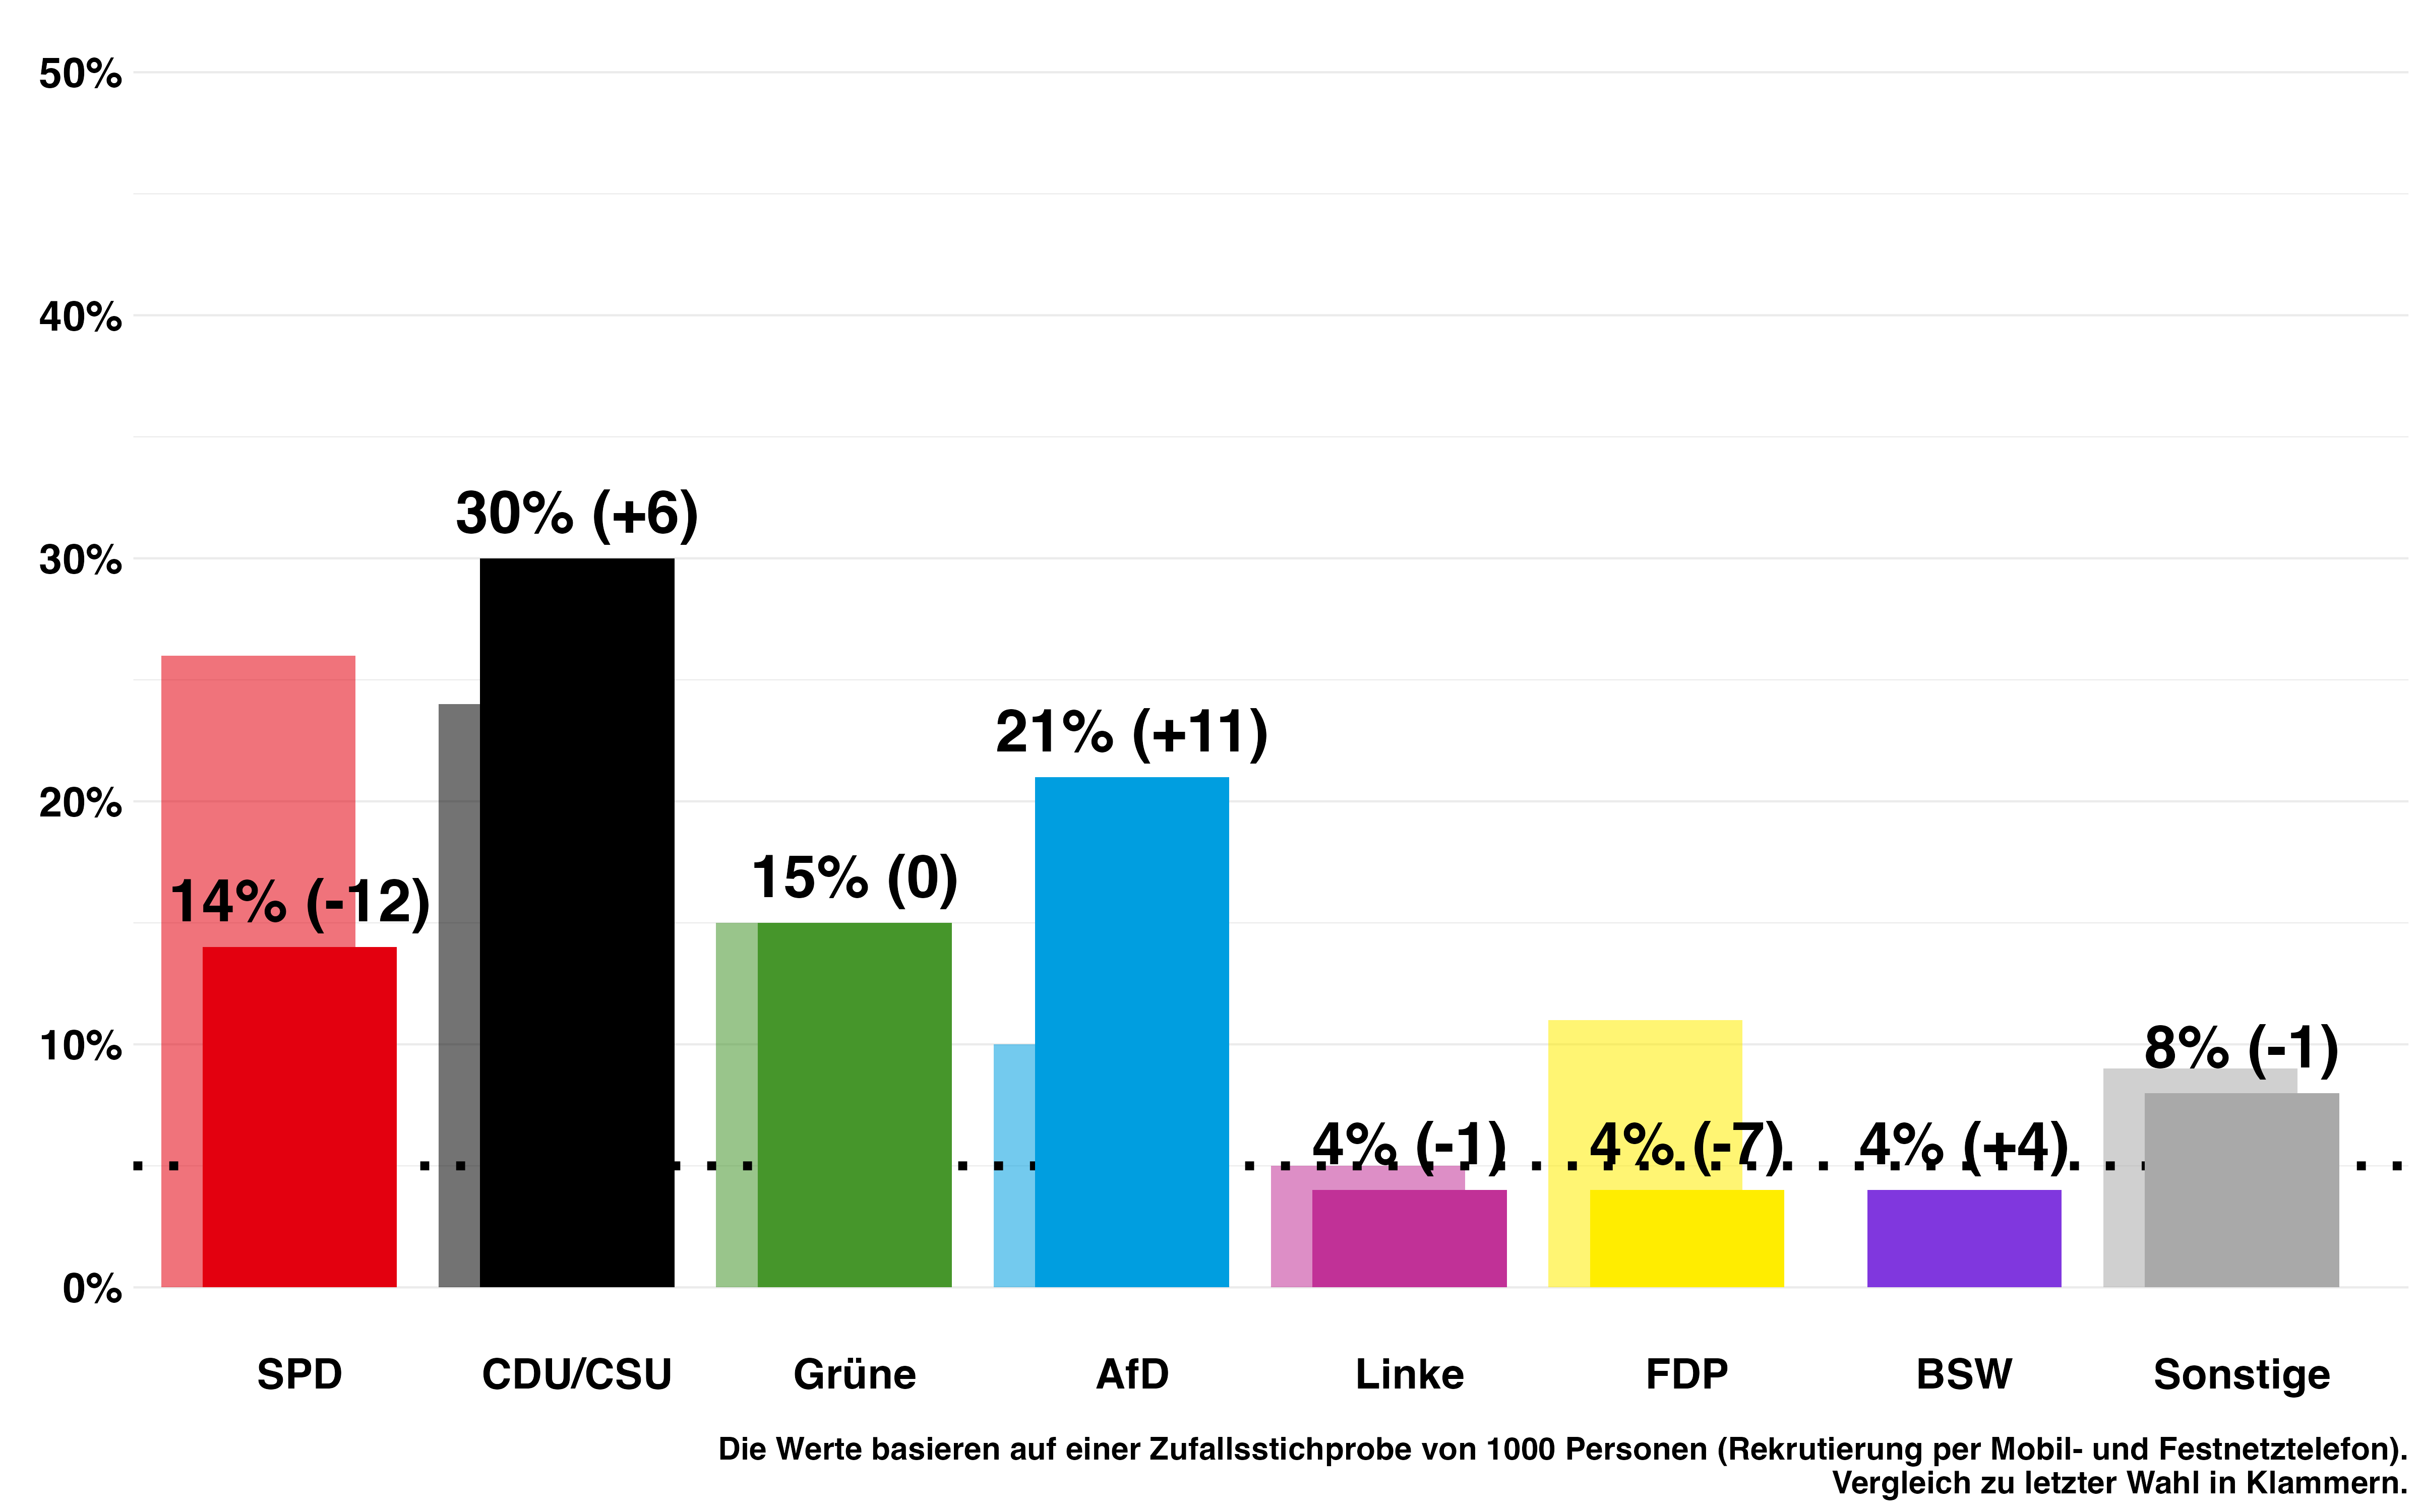 50%
40%
30%
20%
10%
0%
14% (-12)
30% (+6)
15% (0)
21% (+11)
4% (-1)
4% (-7)
4% (+4)
8% (-1)
SPD
CDU/CSU
Grüne
AfD
Linke
FDP
BSW
Sonstige
Die Werte basieren auf einer Zufallsstichprobe von 1000 Personen (Rekrutierung per Mobil- und Festnetztelefon).
Vergleich zu letzter Wahl in Klammern.